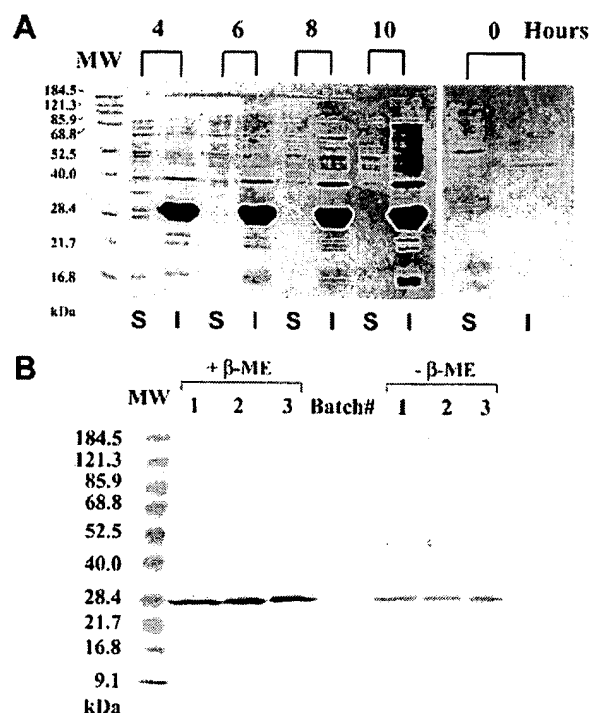 A
4 6 8 10 0 Hours
MW
184.5
121.3
85.9
68.8
52.5
40.0
28.4
21.7
16.8
kDa
S I S I S I S I S I
B
+ β-ME - β-ME
MW 1 2 3 Batch# 1 2 3
184.5
121.3
85.9
68.8
52.5
40.0
28.4
21.7
16.8
9.1
kDa